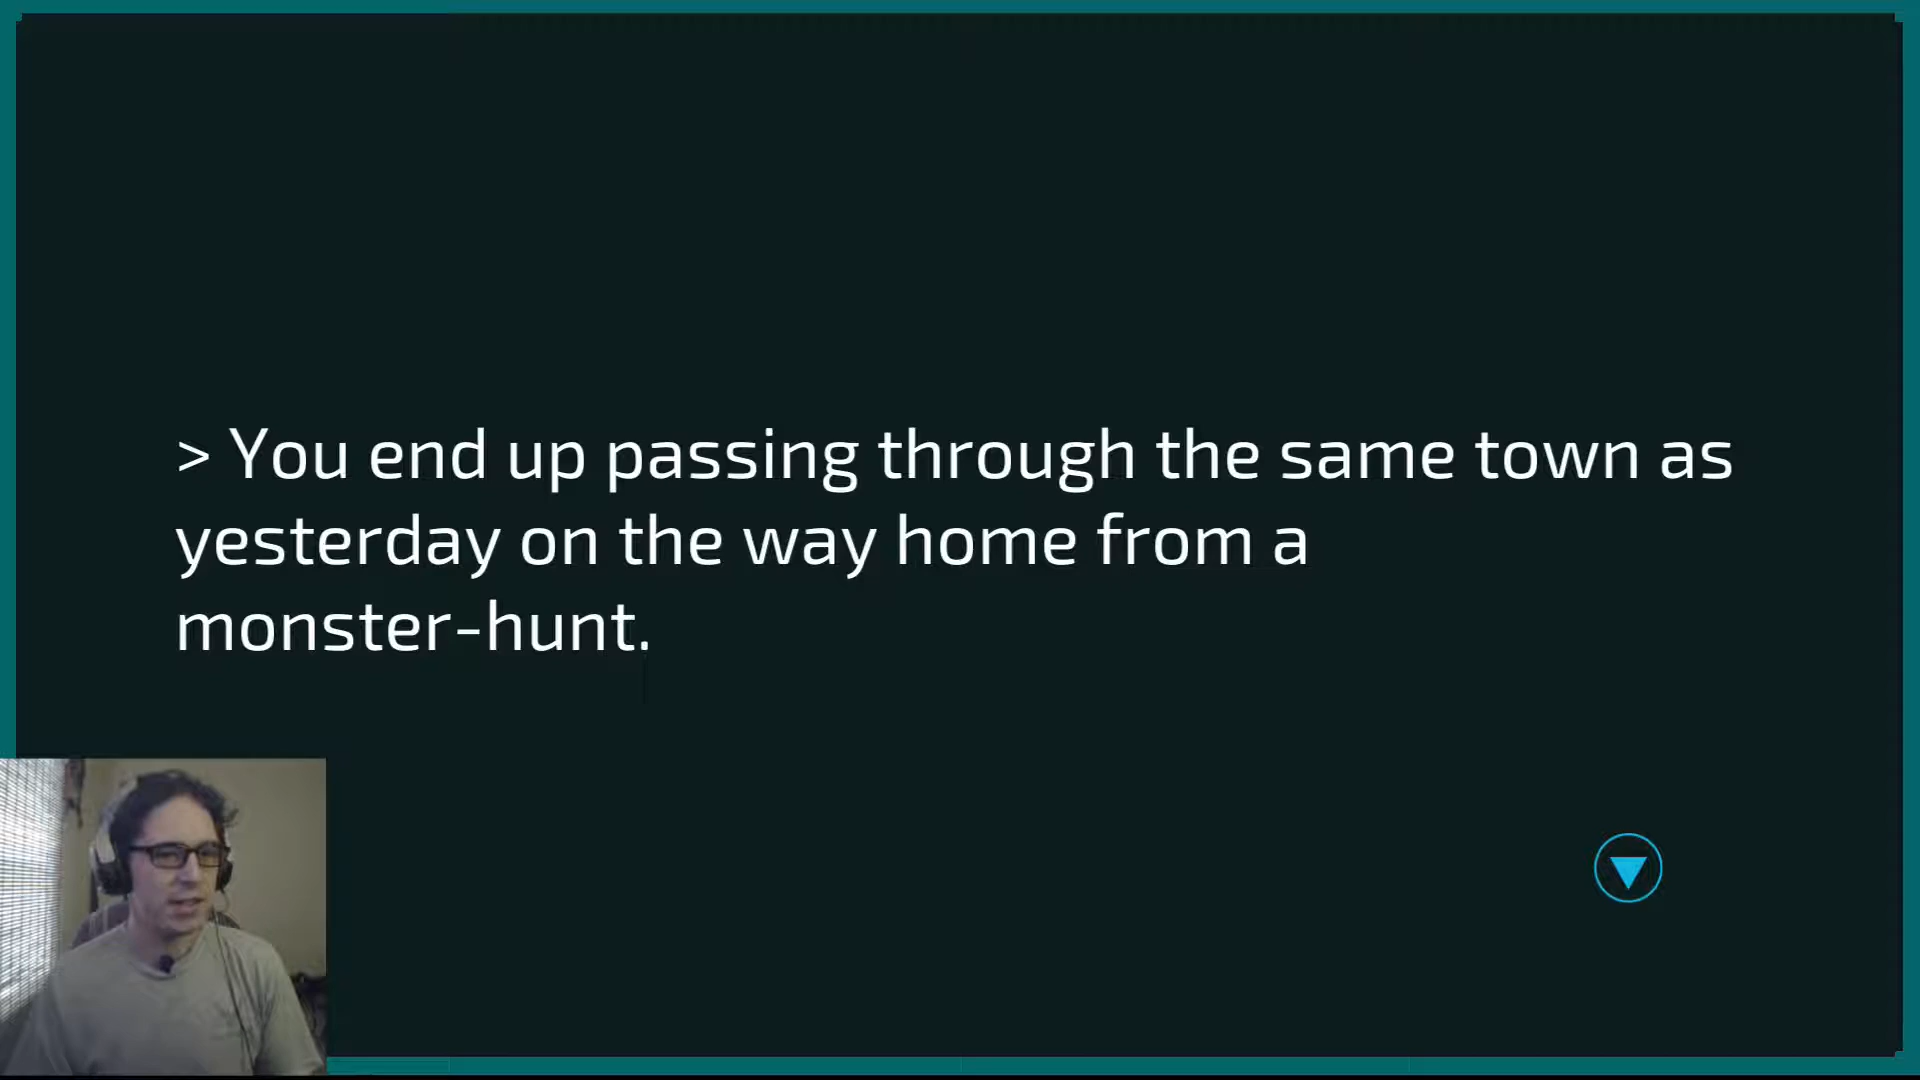 > You end up passing through the same town as
yesterday on the way home from a
monster-hunt.